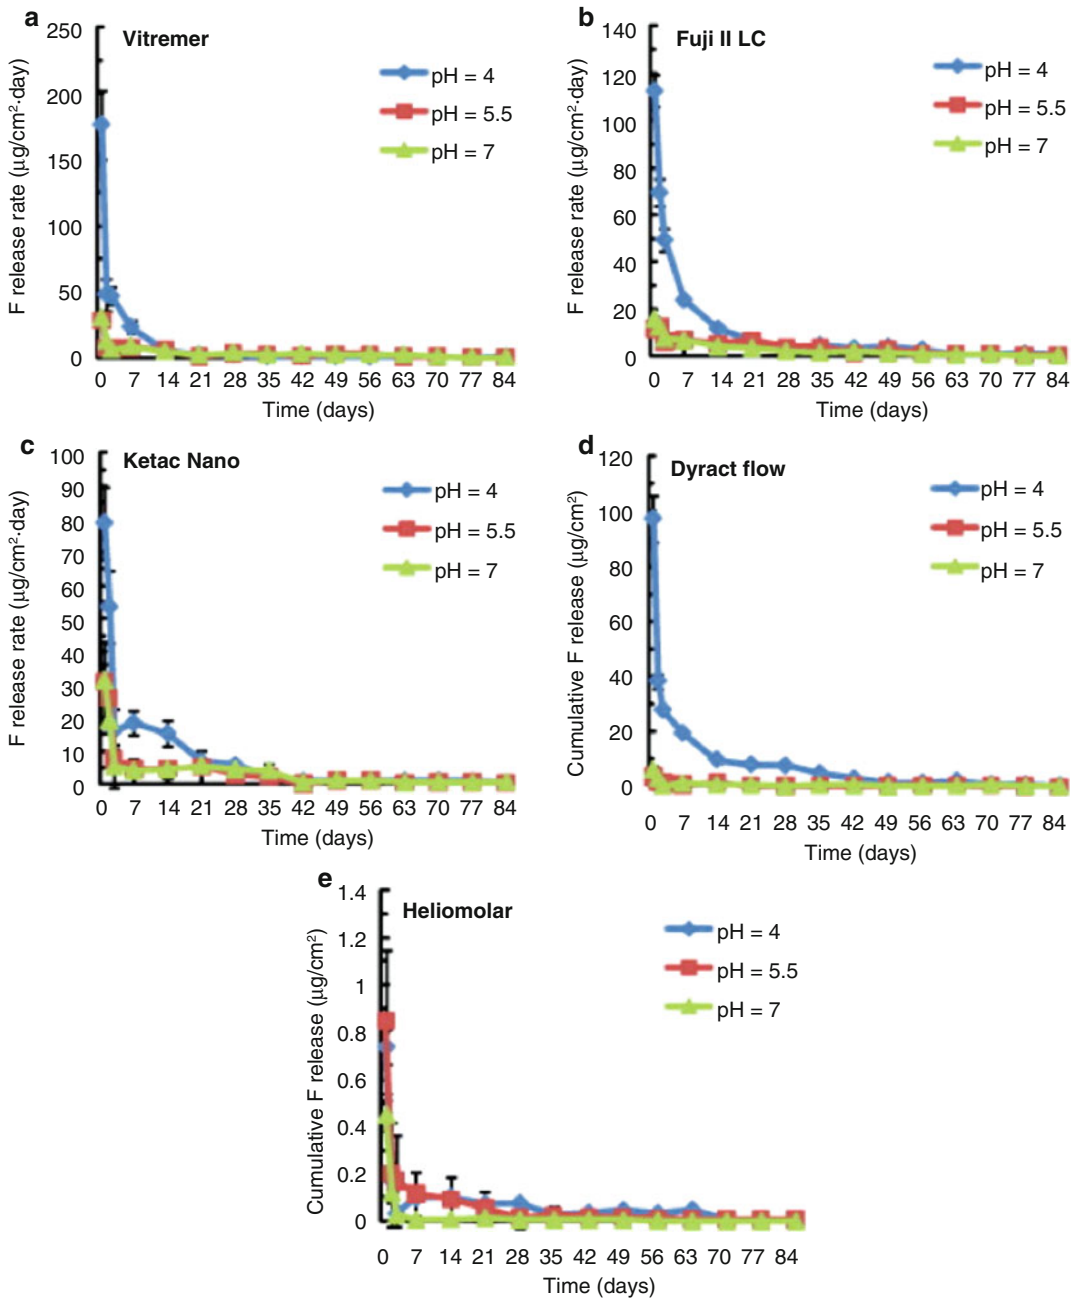 a
Vitremer
F release rate (µg/cm²·day)
250
200
150
100
50
0
0 7 14 21 28 35 42 49 56 63 70 77 84
Time (days)
pH = 4
pH = 5.5
pH = 7
b
Fuji II LC
F release rate (µg/cm²·day)
140
120
100
80
60
40
20
0
0 7 14 21 28 35 42 49 56 63 70 77 84
Time (days)
pH = 4
pH = 5.5
pH = 7
c
Ketac Nano
F release rate (µg/cm²·day)
100
90
80
70
60
50
40
30
20
10
0
0 7 14 21 28 35 42 49 56 63 70 77 84
Time (days)
pH = 4
pH = 5.5
pH = 7
d
Dyract flow
Cumulative F release (µg/cm²)
120
100
80
60
40
20
0
0 7 14 21 28 35 42 49 56 63 70 77 84
Time (days)
pH = 4
pH = 5.5
pH = 7
e
Heliomolar
Cumulative F release (µg/cm²)
1.4
1.2
1
0.8
0.6
0.4
0.2
0
0 7 14 21 28 35 42 49 56 63 70 77 84
Time (days)
pH = 4
pH = 5.5
pH = 7